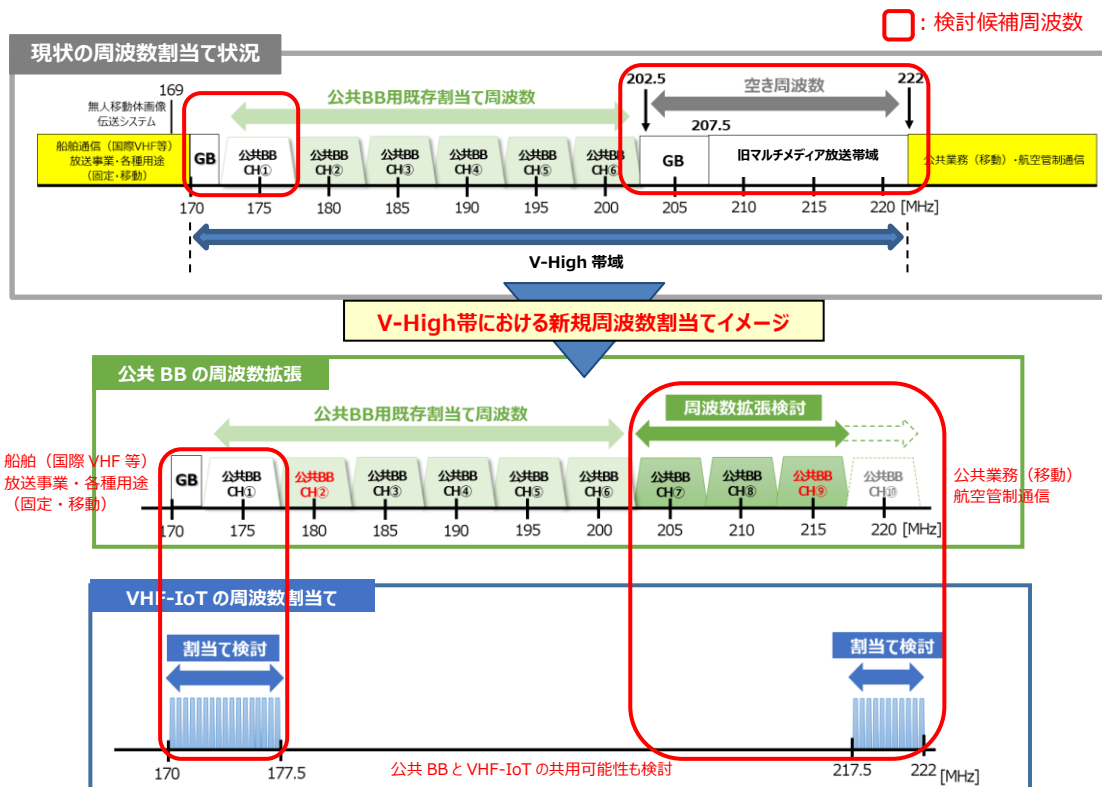 ：検討候補周波数
現状の周波数割当て状況
169
無人移動体画像
伝送システム
公共BB用既存割当て周波数
202.5
空き周波数
222
207.5
船舶通信（国際VHF等）
放送事業・各種用途
（固定・移動）
GB
公共BB
CH①
公共BB
CH②
公共BB
CH③
公共BB
CH④
公共BB
CH⑤
公共BB
CH⑥
GB
旧マルチメディア放送帯域
公共業務（移動）・航空管制通信
170 175 180 185 190 195 200 205 210 215 220 [MHz]
V-High 帯域
V-High帯における新規周波数割当てイメージ
公共 BB の周波数拡張
公共BB用既存割当て周波数
周波数拡張検討
船舶（国際 VHF 等）
放送事業・各種用途
（固定・移動）
GB
公共BB
CH①
公共BB
CH②
公共BB
CH③
公共BB
CH④
公共BB
CH⑤
公共BB
CH⑥
公共BB
CH⑦
公共BB
CH⑧
公共BB
CH⑨
公共BB
CH⑩
公共業務（移動）
航空管制通信
170 175 180 185 190 195 200 205 210 215 220 [MHz]
VHF-IoT の周波数割当て
割当て検討
割当て検討
170 177.5
公共 BB と VHF-IoT の共用可能性も検討
217.5 222 [MHz]